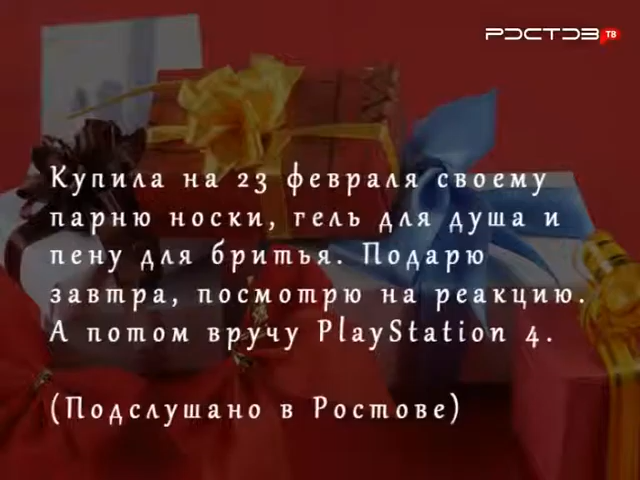 РОСТОВ ТВ
Купила на 23 февраля своему
парню носки, гель для душа и
пену для бритья. Подарю
завтра, посмотрю на реакцию.
А потом вручу PlayStation 4.
(Подслушано в Ростове)